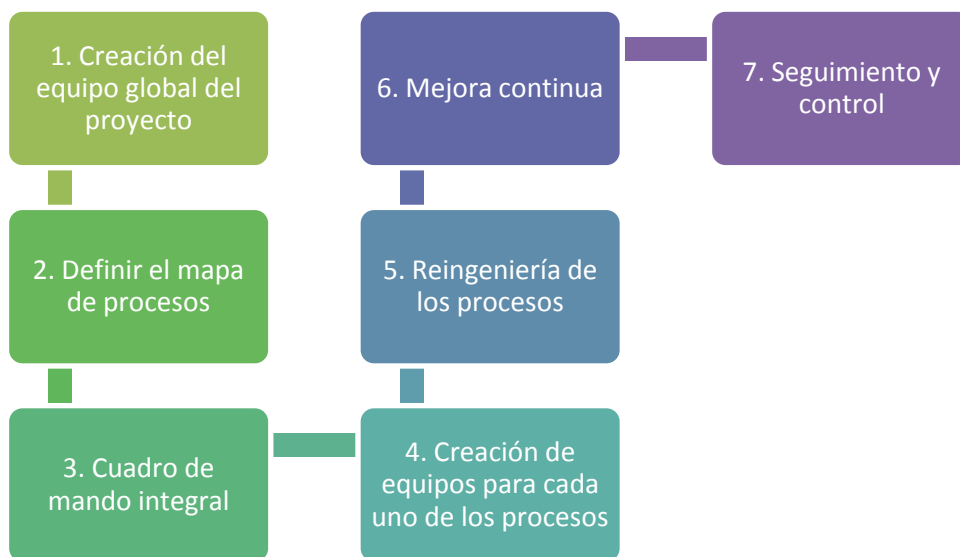 1. Creación del
equipo global del
proyecto
2. Definir el mapa
de procesos
3. Cuadro de
mando integral
4. Creación de
equipos para cada
uno de los procesos
5. Reingeniería de
los procesos
6. Mejora continua
7. Seguimiento y
control